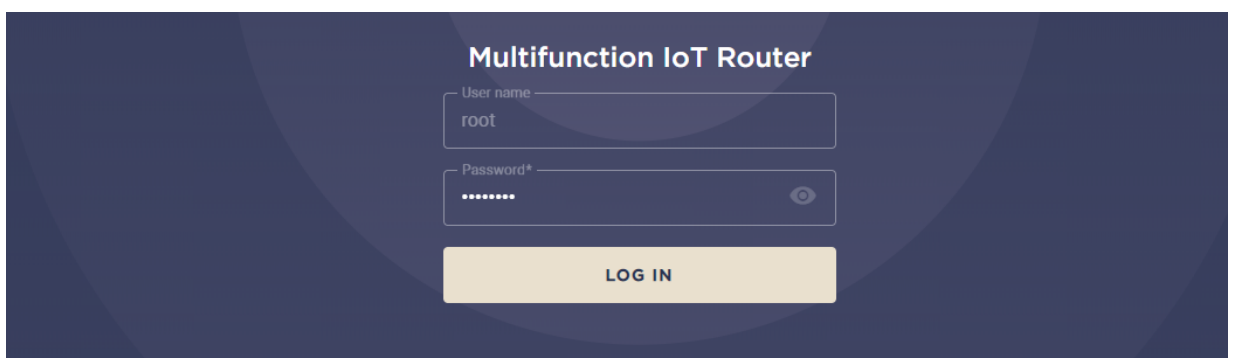 Multifunction IoT Router
User name
root
Password*
••••••••
LOG IN